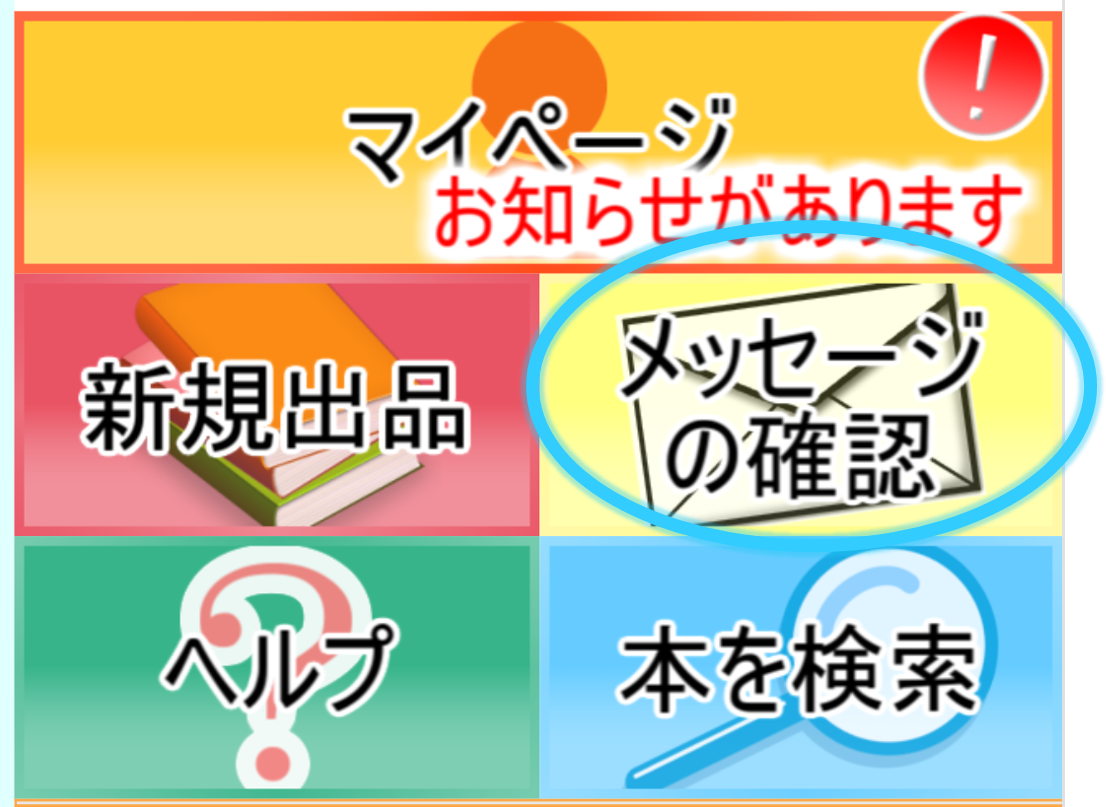 マイページ
お知らせがあります
新規出品
メッセージ
の確認
ヘルプ
本を検索